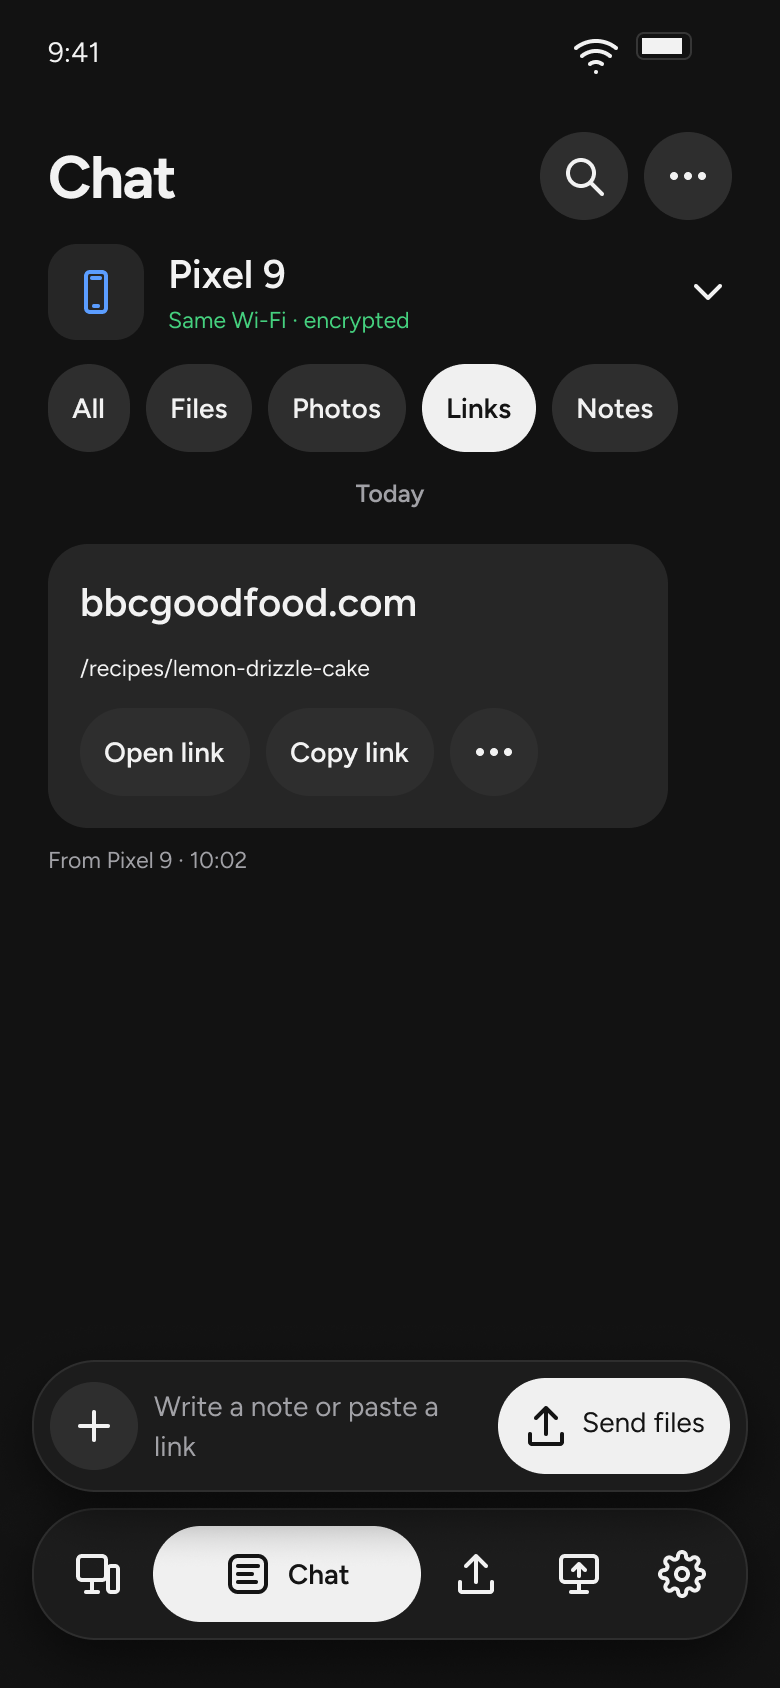 9:41
Chat
Pixel 9
Same Wi-Fi · encrypted
All
Files
Photos
Links
Notes
Today
bbcgoodfood.com
/recipes/lemon-drizzle-cake
Open link
Copy link
From Pixel 9 · 10:02
Write a note or paste a
link
Send files
Chat